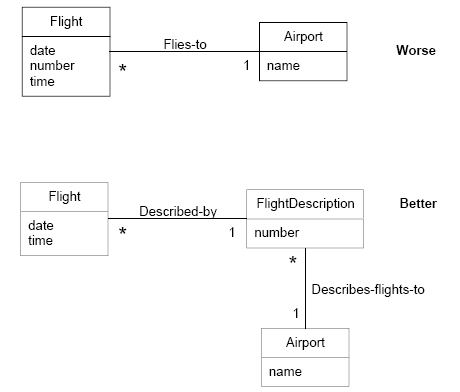 Flight
date
number
time
Flies-to
*
1
Airport
name
Worse
Flight
date
time
Described-by
*
1
FlightDescription
number
Better
*
Describes-flights-to
1
Airport
name